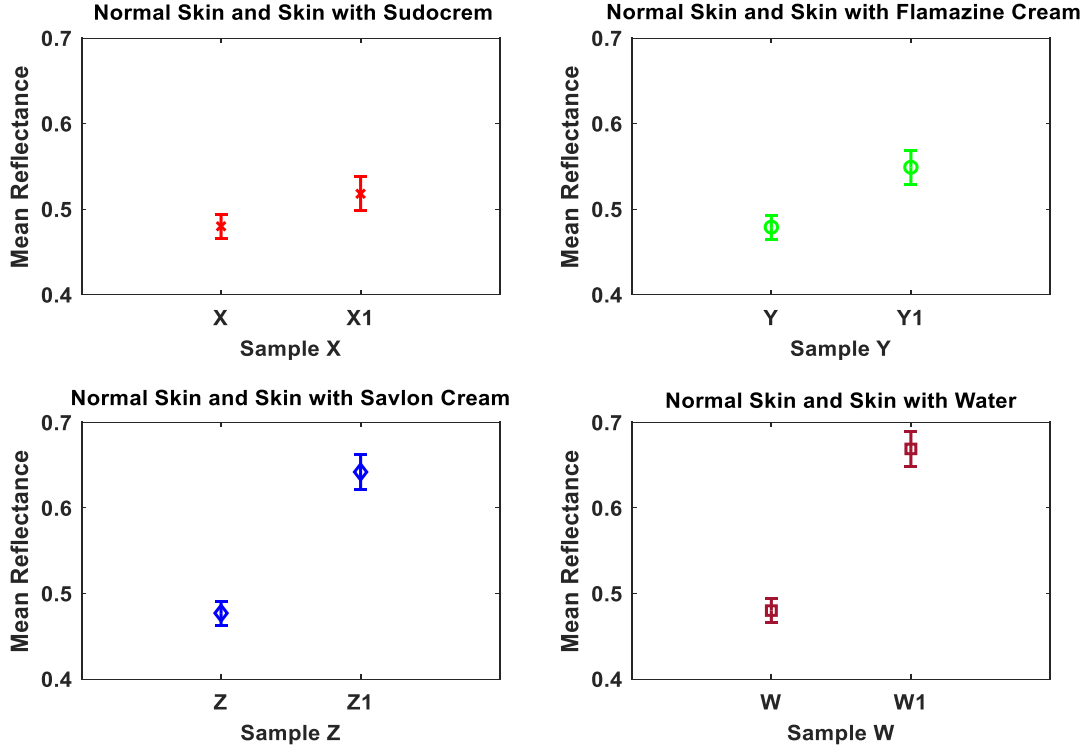 Normal Skin and Skin with Sudocrem
0.7
0.6
0.5
0.4
Mean Reflectance
X X1
Sample X
Normal Skin and Skin with Flamazine Cream
0.7
0.6
0.5
0.4
Mean Reflectance
Y Y1
Sample Y
Normal Skin and Skin with Savlon Cream
0.7
0.6
0.5
0.4
Mean Reflectance
Z Z1
Sample Z
Normal Skin and Skin with Water
0.7
0.6
0.5
0.4
Mean Reflectance
W W1
Sample W